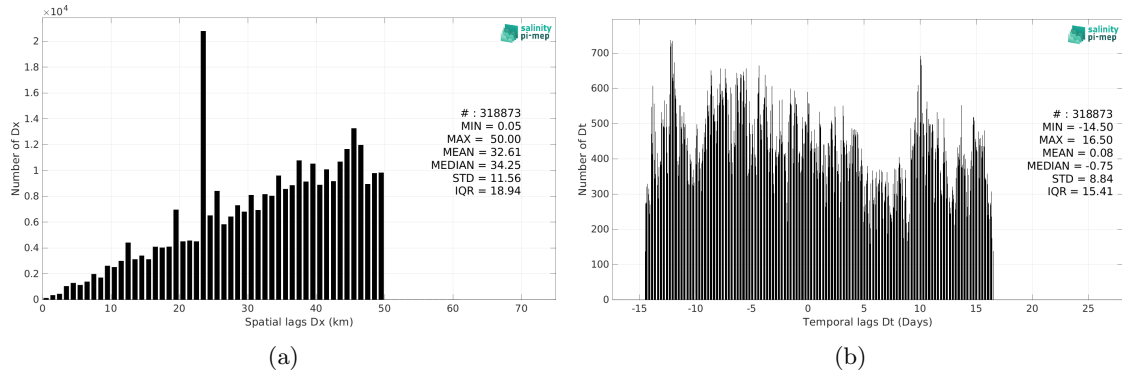 ×10^4
2
1.8
1.6
1.4
1.2
1
0.8
0.6
0.4
0.2
0
0 10 20 30 40 50 60 70
Number of Dx
Spatial lags Dx (km)
salinity
pi-mep
# : 318873
MIN = 0.05
MAX = 50.00
MEAN = 32.61
MEDIAN = 34.25
STD = 11.56
IQR = 18.94
(a)
700
600
500
400
300
200
100
0
-15 -10 -5 0 5 10 15 20 25
Number of Dt
Temporal lags Dt (Days)
salinity
pi-mep
# : 318873
MIN = -14.50
MAX = 16.50
MEAN = 0.08
MEDIAN = -0.75
STD = 8.84
IQR = 15.41
(b)